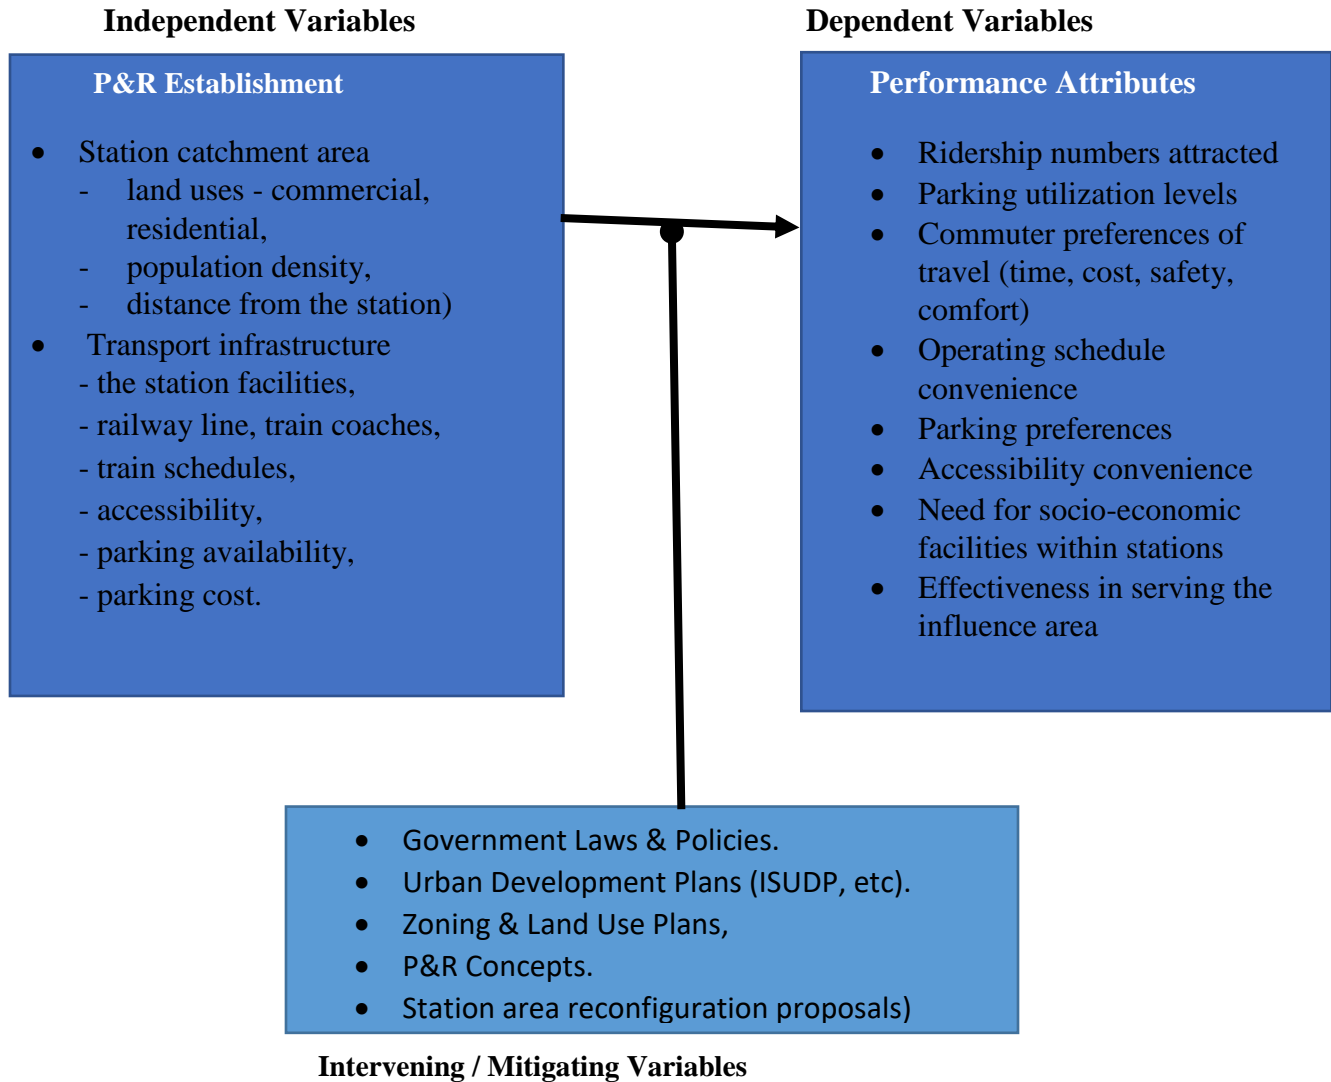 Independent Variables
P&R Establishment
• Station catchment area
- land uses - commercial,
residential,
- population density,
- distance from the station)
• Transport infrastructure
- the station facilities,
- railway line, train coaches,
- train schedules,
- accessibility,
- parking availability,
- parking cost.
Dependent Variables
Performance Attributes
• Ridership numbers attracted
• Parking utilization levels
• Commuter preferences of
travel (time, cost, safety,
comfort)
• Operating schedule
convenience
• Parking preferences
• Accessibility convenience
• Need for socio-economic
facilities within stations
• Effectiveness in serving the
influence area
• Government Laws & Policies.
• Urban Development Plans (ISUDP, etc).
• Zoning & Land Use Plans,
• P&R Concepts.
• Station area reconfiguration proposals)
Intervening / Mitigating Variables